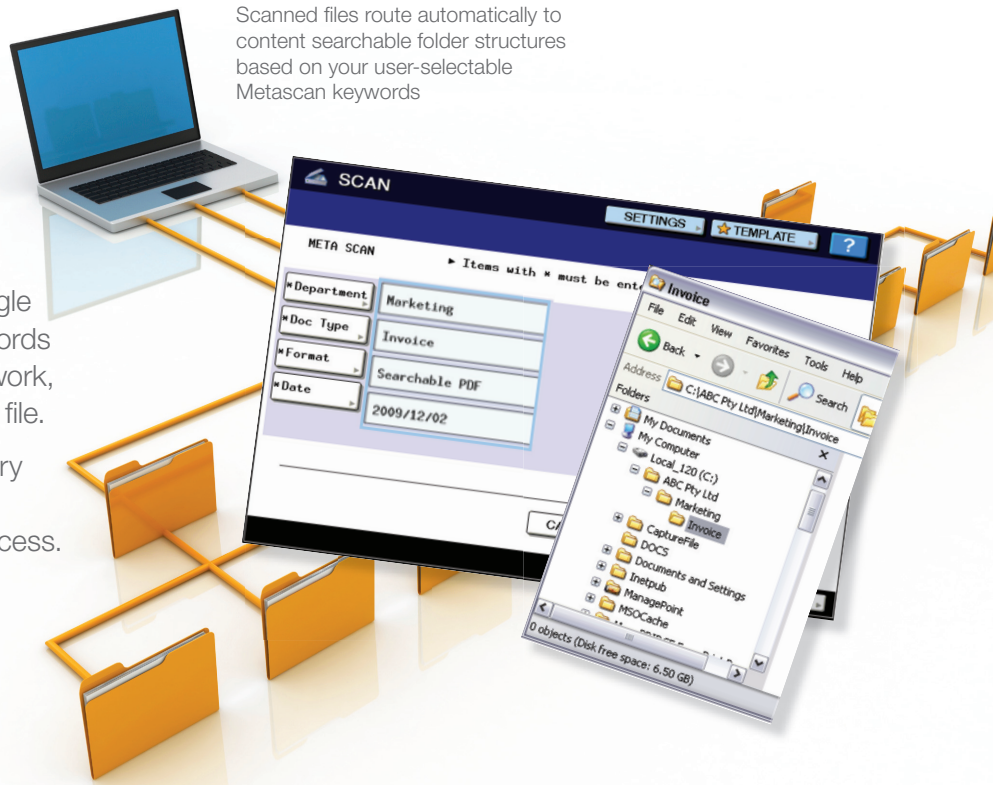 Scanned files route automatically to
content searchable folder structures
based on your user-selectable
Metascan keywords
gle
ords
work,
file.
ry
cess.
SCAN
SETTINGS
TEMPLATE
?
META SCAN
Items with * must be ent
*Department
Marketing
*Doc Type
Invoice
*Format
Searchable PDF
*Date
2009/12/02
CA
Invoice
File Edit View Favorites Tools Help
Back
Search
Address C:\ABC Pty Ltd\Marketing\Invoice
Folders
x
My Documents
My Computer
Local_120 (C:)
ABC Pty Ltd
Marketing
Invoice
CaptureFile
DOCS
Documents and Settings
Inetpub
ManagePoint
MSOCache
0 objects (Disk free space: 6.50 GB)